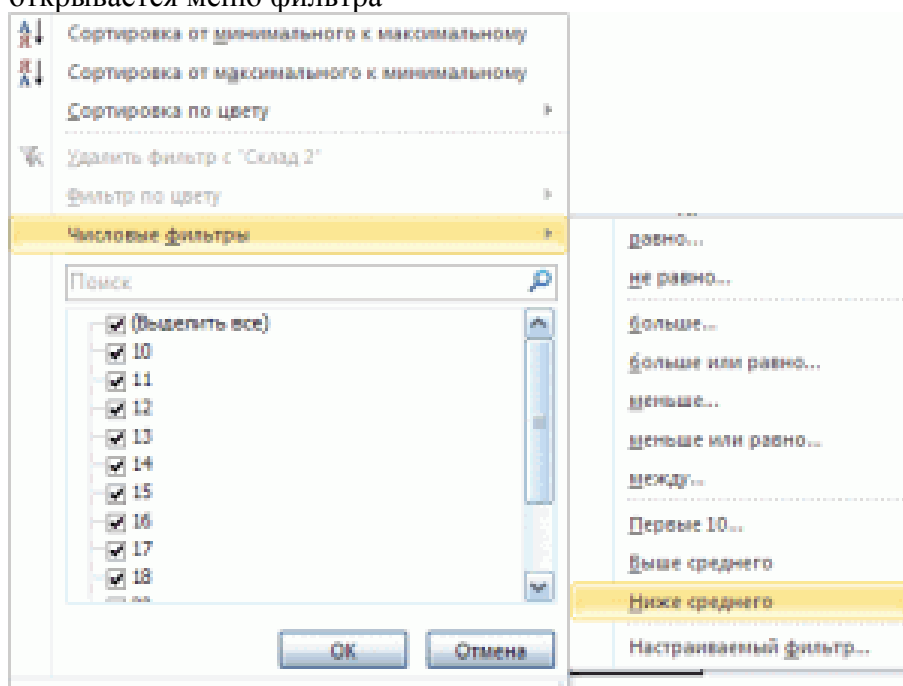 открывается меню фильтра
Сортировка от минимального к максимальному
Сортировка от максимального к минимальному
Сортировка по цвету
Удалить фильтр с "Склад 2"
Фильтр по цвету
Числовые фильтры
Поиск
(Выделить все)
10
11
12
13
14
15
16
17
18
ОК
Отмена
равно...
не равно...
больше...
больше или равно...
меньше...
меньше или равно...
между...
Первые 10...
Выше среднего
Ниже среднего
Настраиваемый фильтр...